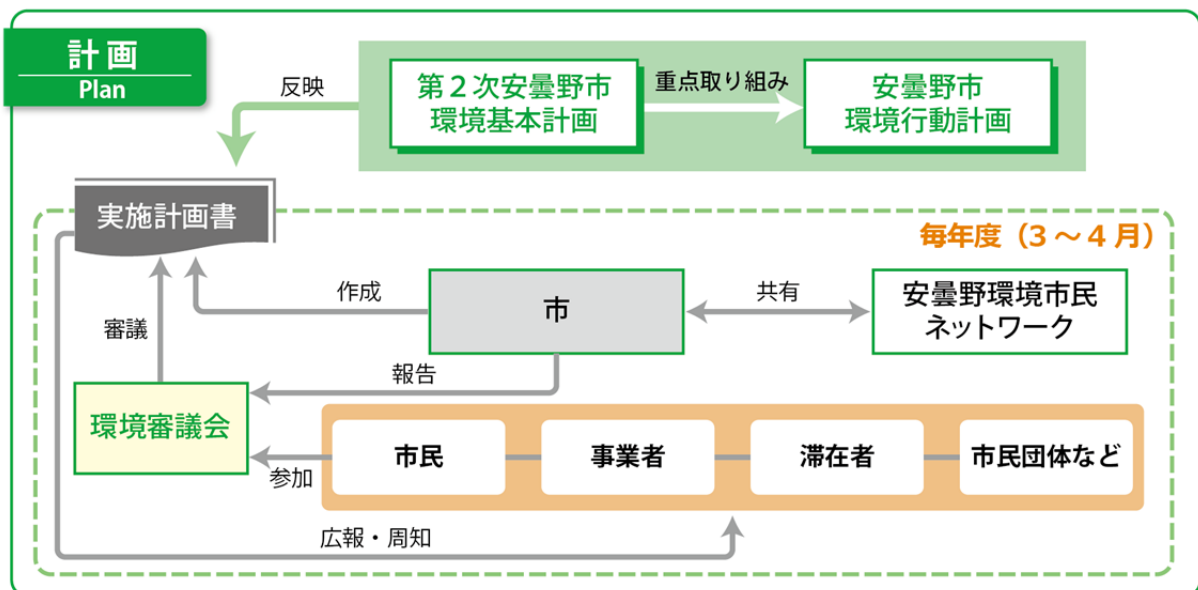 計画
Plan
反映
第２次安曇野市
環境基本計画
重点取り組み
安曇野市
環境行動計画
実施計画書
毎年度（3～4月）
作成
市
共有
安曇野環境市民
ネットワーク
審議
報告
環境審議会
参加
市民
事業者
滞在者
市民団体など
広報・周知